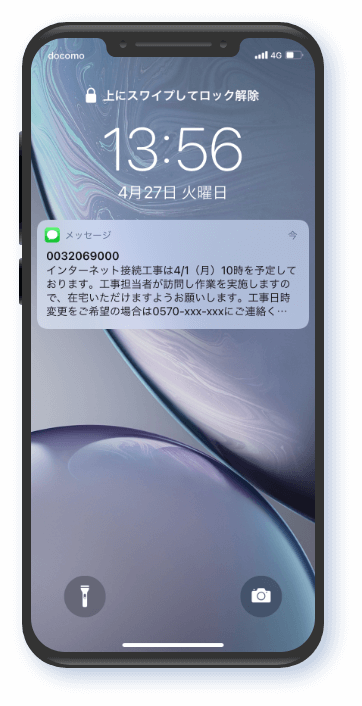 docomo
4G
上にスワイプしてロック解除
13:56
4月27日 火曜日
メッセージ
今
0032069000
インターネット接続工事は4/1（月）10時を予定して
おります。工事担当者が訪問し作業を実施しますの
で、在宅いただけますようお願いします。工事日時
変更をご希望の場合は0570-xxx-xxxにご連絡く…